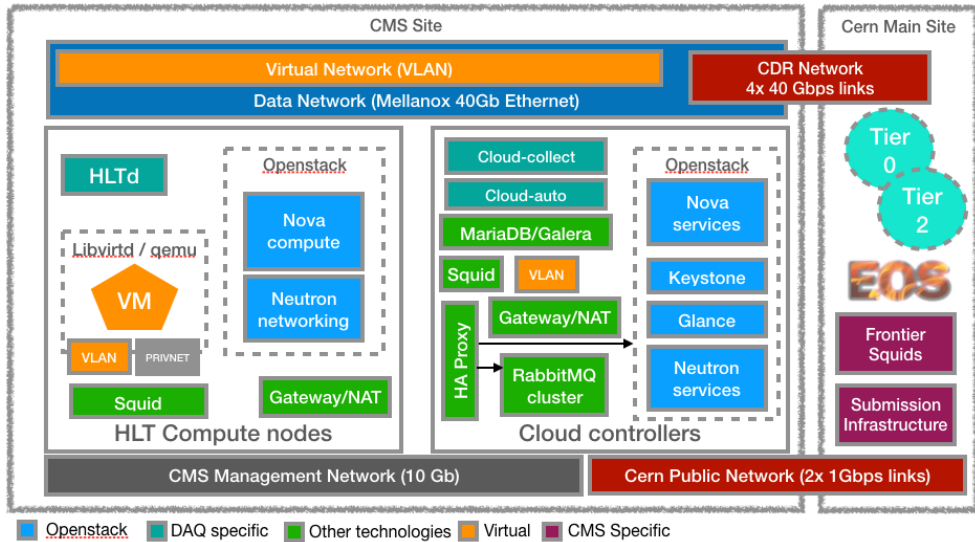 CMS Site
Cern Main Site
Virtual Network (VLAN)
Data Network (Mellanox 40Gb Ethernet)
CDR Network
4x 40 Gbps links
HLTd
Openstack
Nova
compute
Neutron
networking
Libvirtd / qemu
VM
VLAN
PRIVNET
Squid
Gateway/NAT
HLT Compute nodes
Cloud-collect
Cloud-auto
MariaDB/Galera
Squid
VLAN
Gateway/NAT
HA Proxy
RabbitMQ
cluster
Openstack
Nova
services
Keystone
Glance
Neutron
services
Cloud controllers
Tier
0
Tier
2
EOS
Frontier
Squids
Submission
Infrastructure
CMS Management Network (10 Gb)
Cern Public Network (2x 1Gbps links)
Openstack
DAQ specific
Other technologies
Virtual
CMS Specific